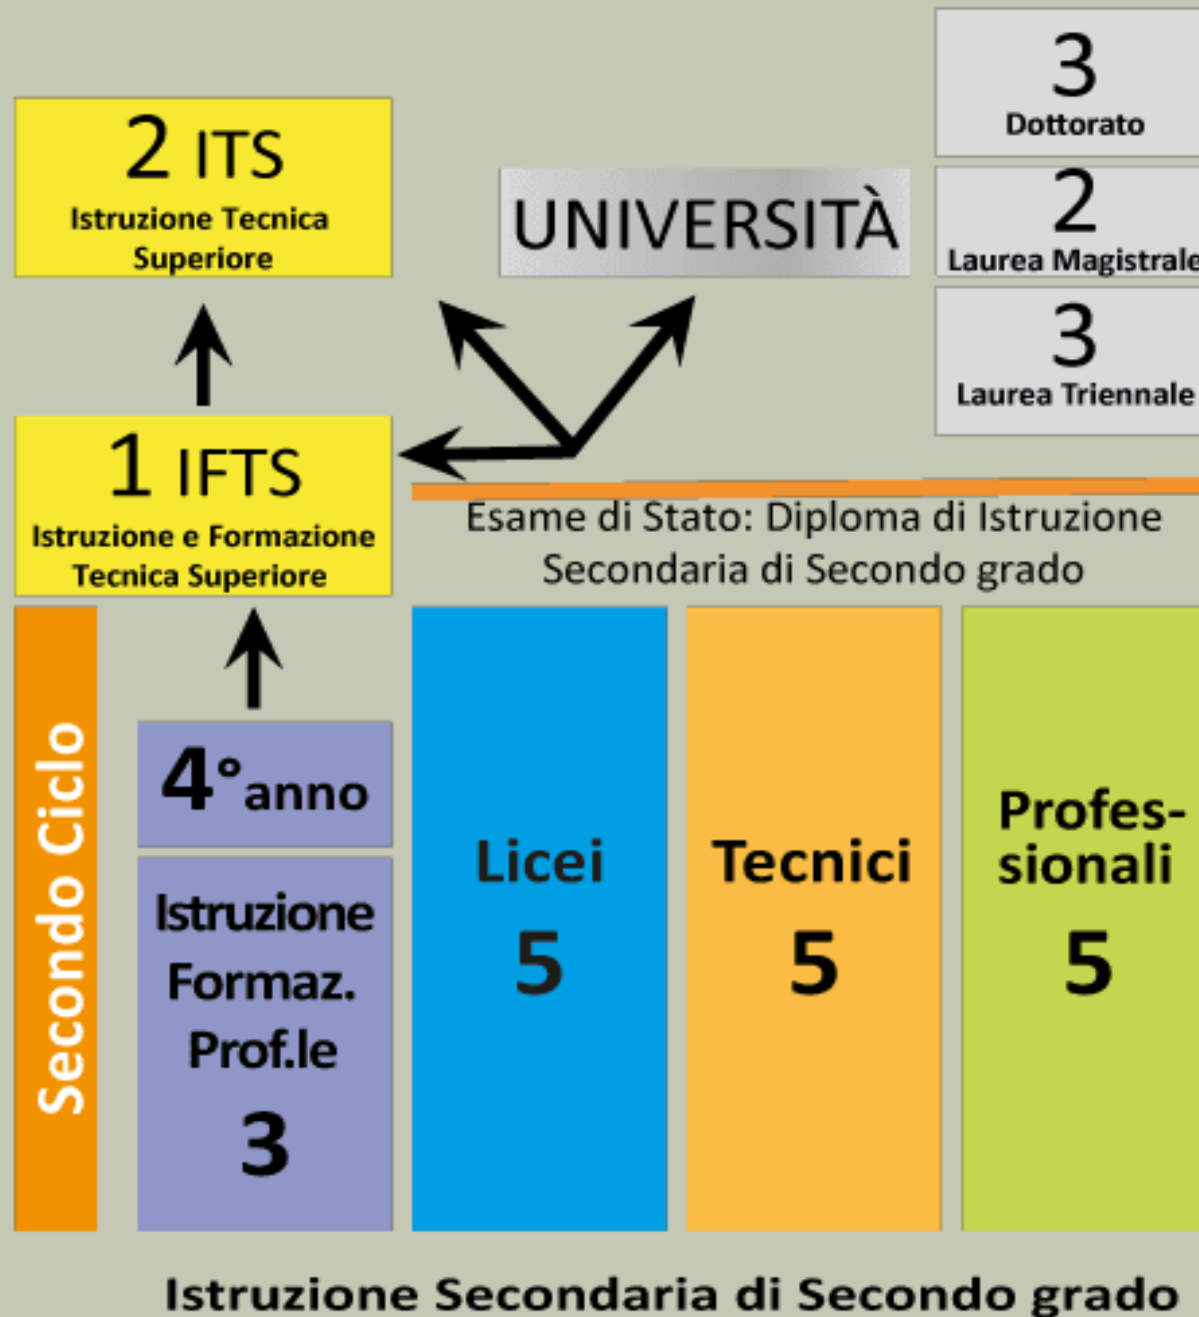 3
Dottorato
2 ITS
Istruzione Tecnica
Superiore
UNIVERSITÀ
2
Laurea Magistrale
3
Laurea Triennale
1 IFTS
Istruzione e Formazione
Tecnica Superiore
Esame di Stato: Diploma di Istruzione
Secondaria di Secondo grado
Secondo Ciclo
4°anno
Istruzione
Formaz.
Prof.le
3
Licei
5
Tecnici
5
Profes-
sionali
5
Istruzione Secondaria di Secondo grado